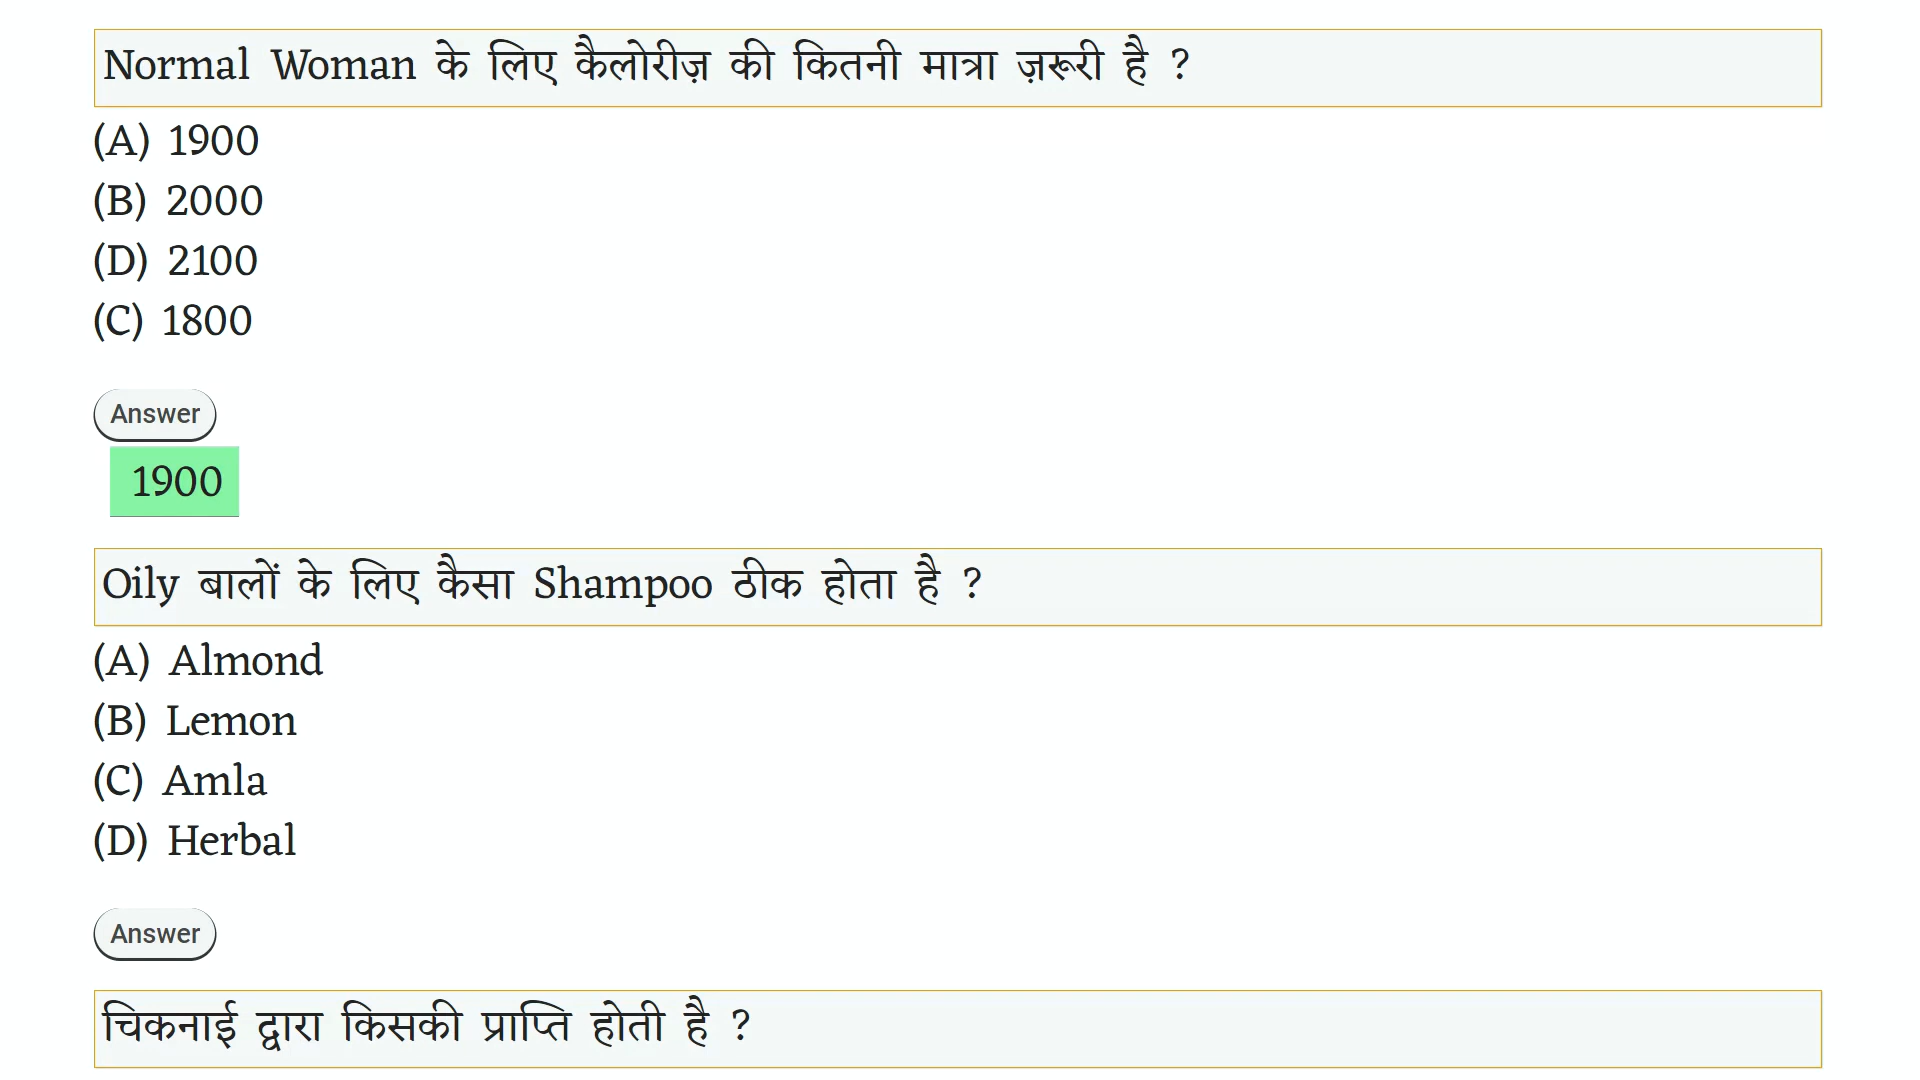 Normal Woman के लिए कैलोरीज़ की कितनी मात्रा ज़रूरी है ?
(A) 1900
(B) 2000
(D) 2100
(C) 1800
Answer
1900
Oily बालों के लिए कैसा Shampoo ठीक होता है ?
(A) Almond
(B) Lemon
(C) Amla
(D) Herbal
Answer
चिकनाई द्वारा किसकी प्राप्ति होती है ?